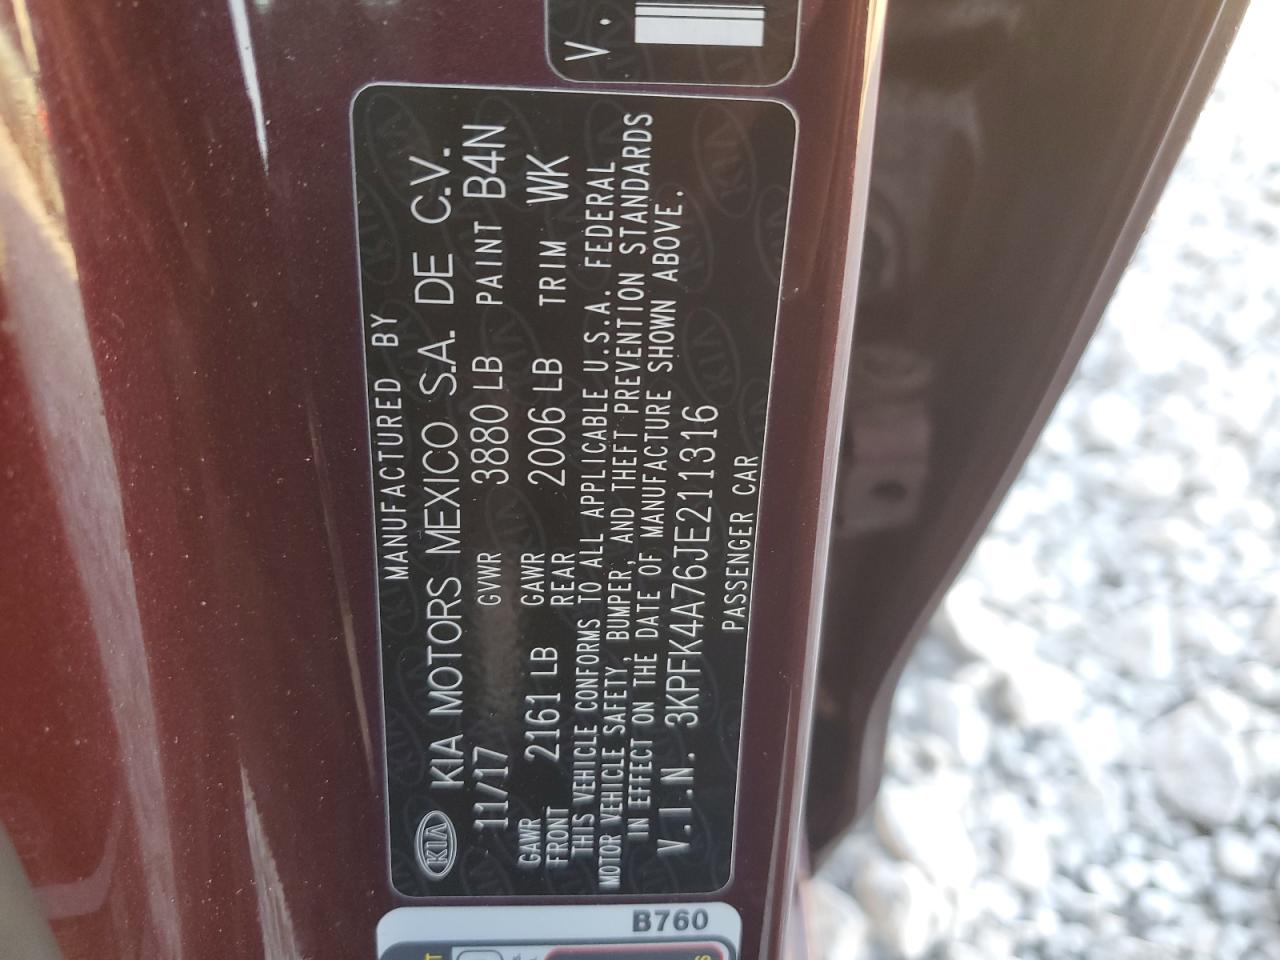 V.
MANUFACTURED BY
KIA KIA MOTORS MEXICO S.A. DE C.V.
11/17 GVWR 3880 LB PAINT B4N
GAWR FRONT 2161 LB GAWR REAR 2006 LB TRIM WK
THIS VEHICLE CONFORMS TO ALL APPLICABLE U.S.A. FEDERAL
MOTOR VEHICLE SAFETY, BUMPER, AND THEFT PREVENTION STANDARDS
IN EFFECT ON THE DATE OF MANUFACTURE SHOWN ABOVE.
V.I.N. 3KPFK4A76JE211316
PASSENGER CAR
B760